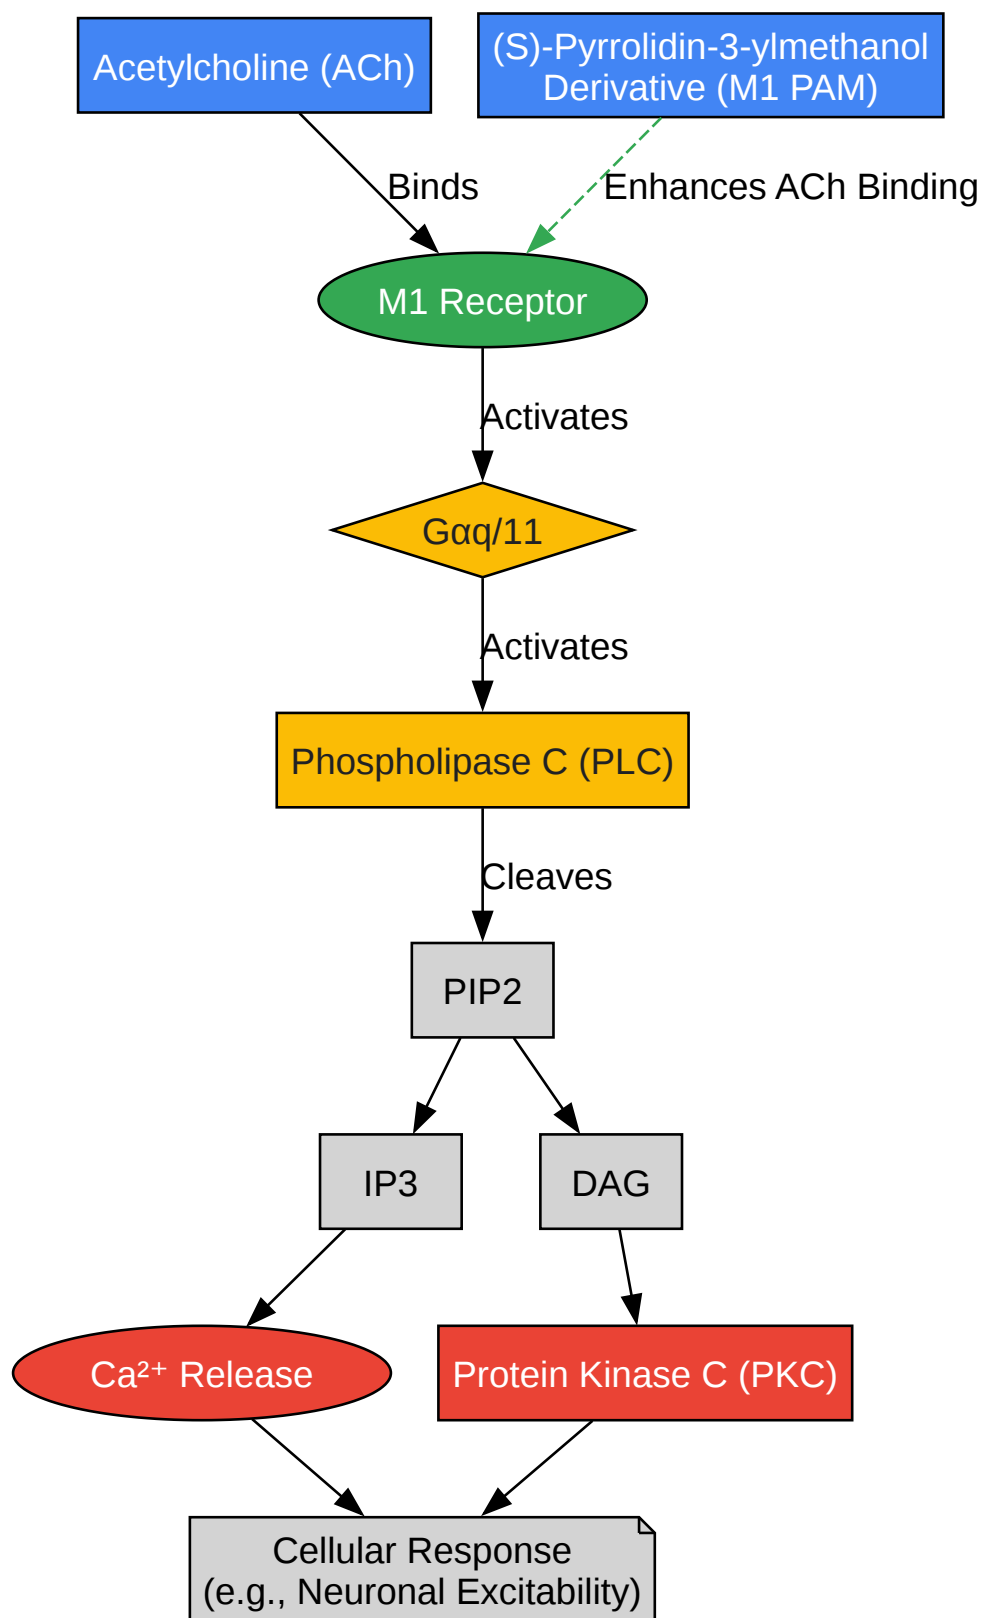 Acetylcholine (ACh)
(S)-Pyrrolidin-3-ylmethanol
Derivative (M1 PAM)
Binds
Enhances ACh Binding
M1 Receptor
Activates
Gαq/11
Activates
Phospholipase C (PLC)
Cleaves
PIP2
IP3
DAG
Ca²⁺ Release
Protein Kinase C (PKC)
Cellular Response
(e.g., Neuronal Excitability)